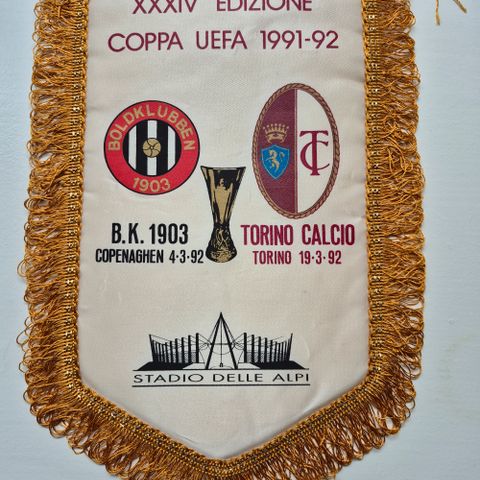 XXXIV EDIZIONE
COPPA UEFA 1991-92
BOLDKLUBBEN
1903
TC
B.K. 1903
COPENAGHEN 4-3-92
TORINO CALCIO
TORINO 19-3-92
STADIO DELLE ALPI